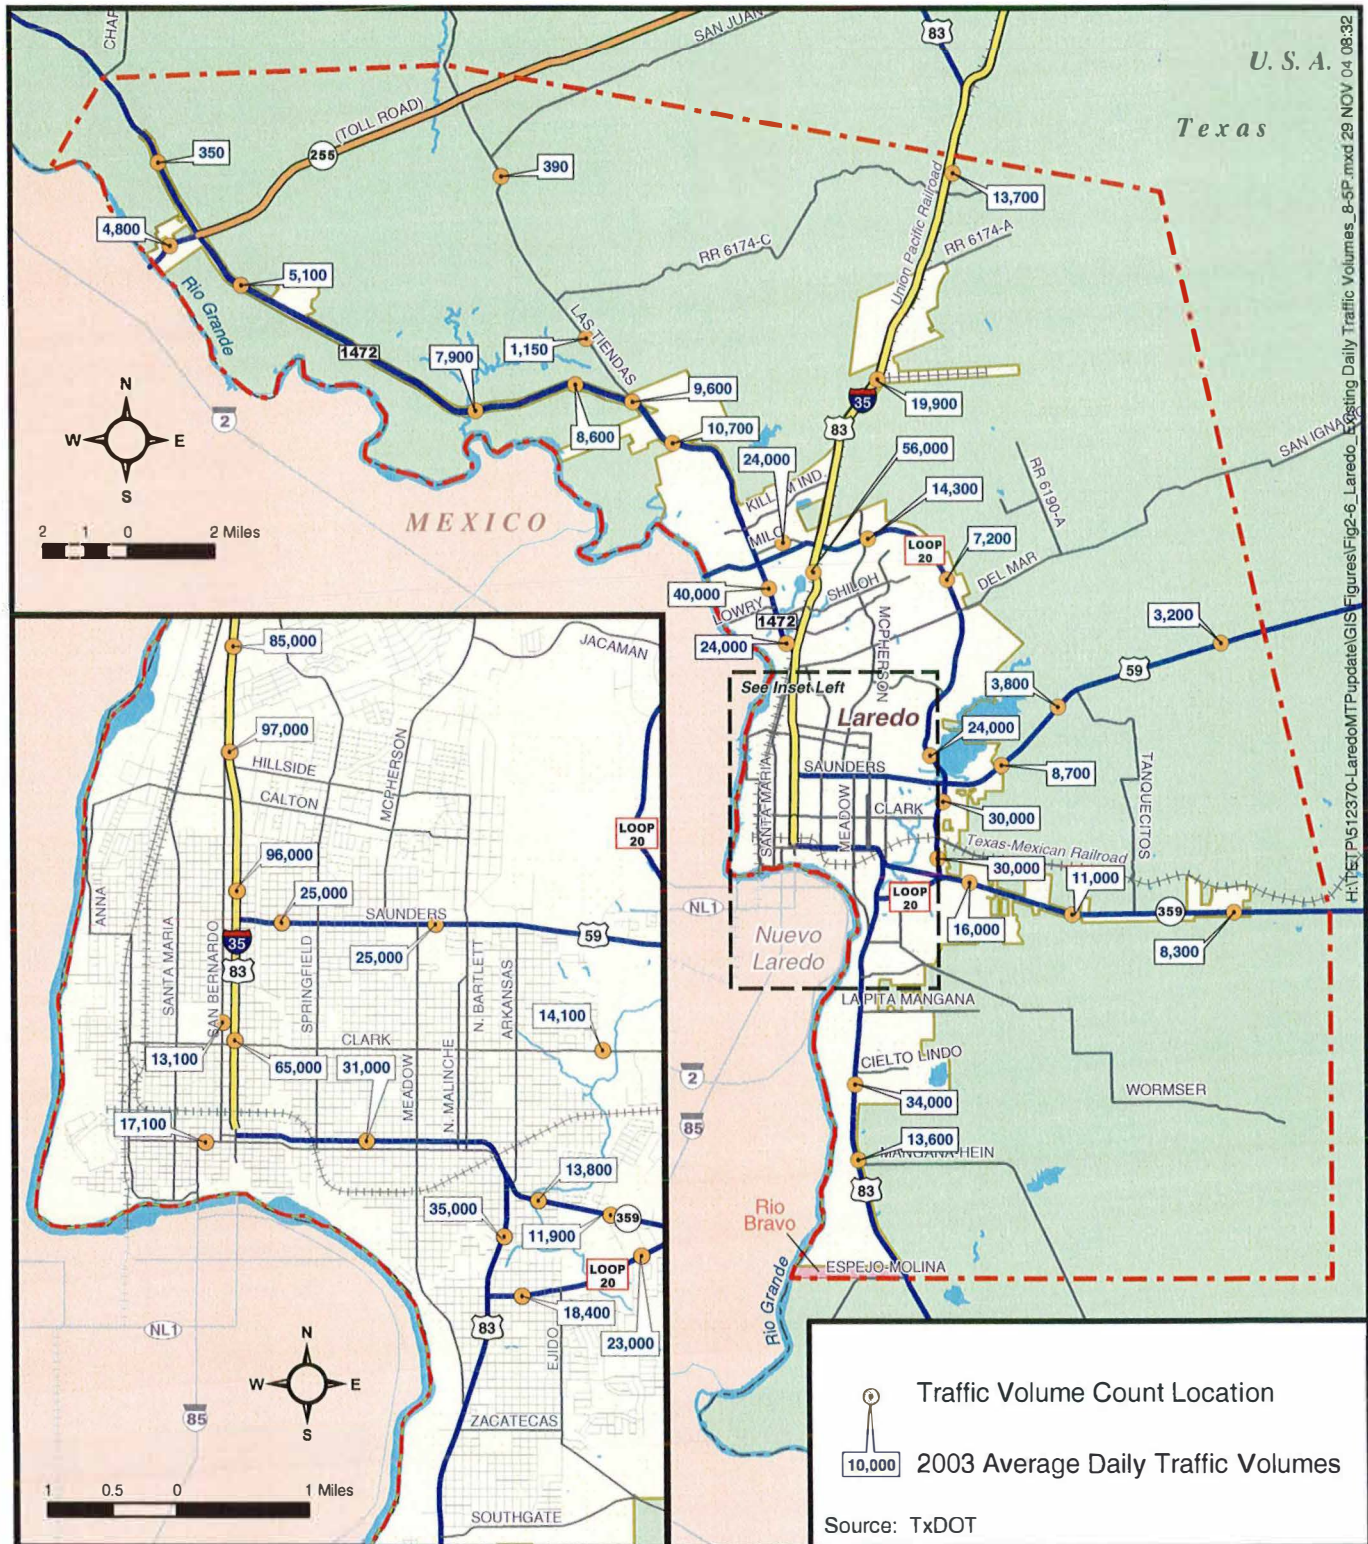 CHAP
SAN JUAN
83
U. S. A.
Texas
(TOLL ROAD)
255
350
390
13,700
4,800
Union Pacific Railroad
RR 6174-A
RR 6174-C
5,100
Rio Grande
LAS TIENDAS
1472
7,900
1,150
9,600
35
19,900
N
W
E
S
2
8,600
10,700
83
56,000
24,000
SAN IGNAC
RR 6190-A
KILL M IND.
14,300
2 1 0 2 Miles
MEXICO
MILO
LOOP
20
7,200
DEL MAR
SHILOH
40,000
LOWRY
1472
24,000
MCPHERSON
3,200
59
See Inset Left
3,800
Laredo
24,000
SAUNDERS
8,700
TANQUECITOS
SANTA MARIA
MEADOW
CLARK
30,000
Texas-Mexican Railroad
30,000
11,000
LOOP
20
359
NL1
16,000
8,300
Nuevo
Laredo
LA PITA MANGANA
CIELTO LINDO
2
WORMSER
34,000
85
13,600
MANGANA-HEIN
83
Rio
Bravo
ESPEJO-MOLINA
Rio Grande
85,000
JACAMAN
97,000
HILLSIDE
MCPHERSON
CALTON
LOOP
20
96,000
25,000
ANNA
SANTA MARIA
SAN BERNARDO
SAUNDERS
35
59
25,000
83
SPRINGFIELD
N. BARTLETT
ARKANSAS
14,100
CLARK
13,100
65,000
31,000
MEADOW
N. MALINCHE
17,100
13,800
35,000
11,900
359
LOOP
20
18,400
83
23,000
NL1
EJIDO
N
W
E
S
85
ZACATECAS
1 0.5 0 1 Miles
SOUTHGATE
Traffic Volume Count Location
10,000
2003 Average Daily Traffic Volumes
Source: TxDOT
H:\TETP\512370-LaredoMTPupdate\GIS\Figures\Fig2-6_Laredo_Existing Daily Traffic Volumes_8-5P.mxd 29 NOV 04 08:32